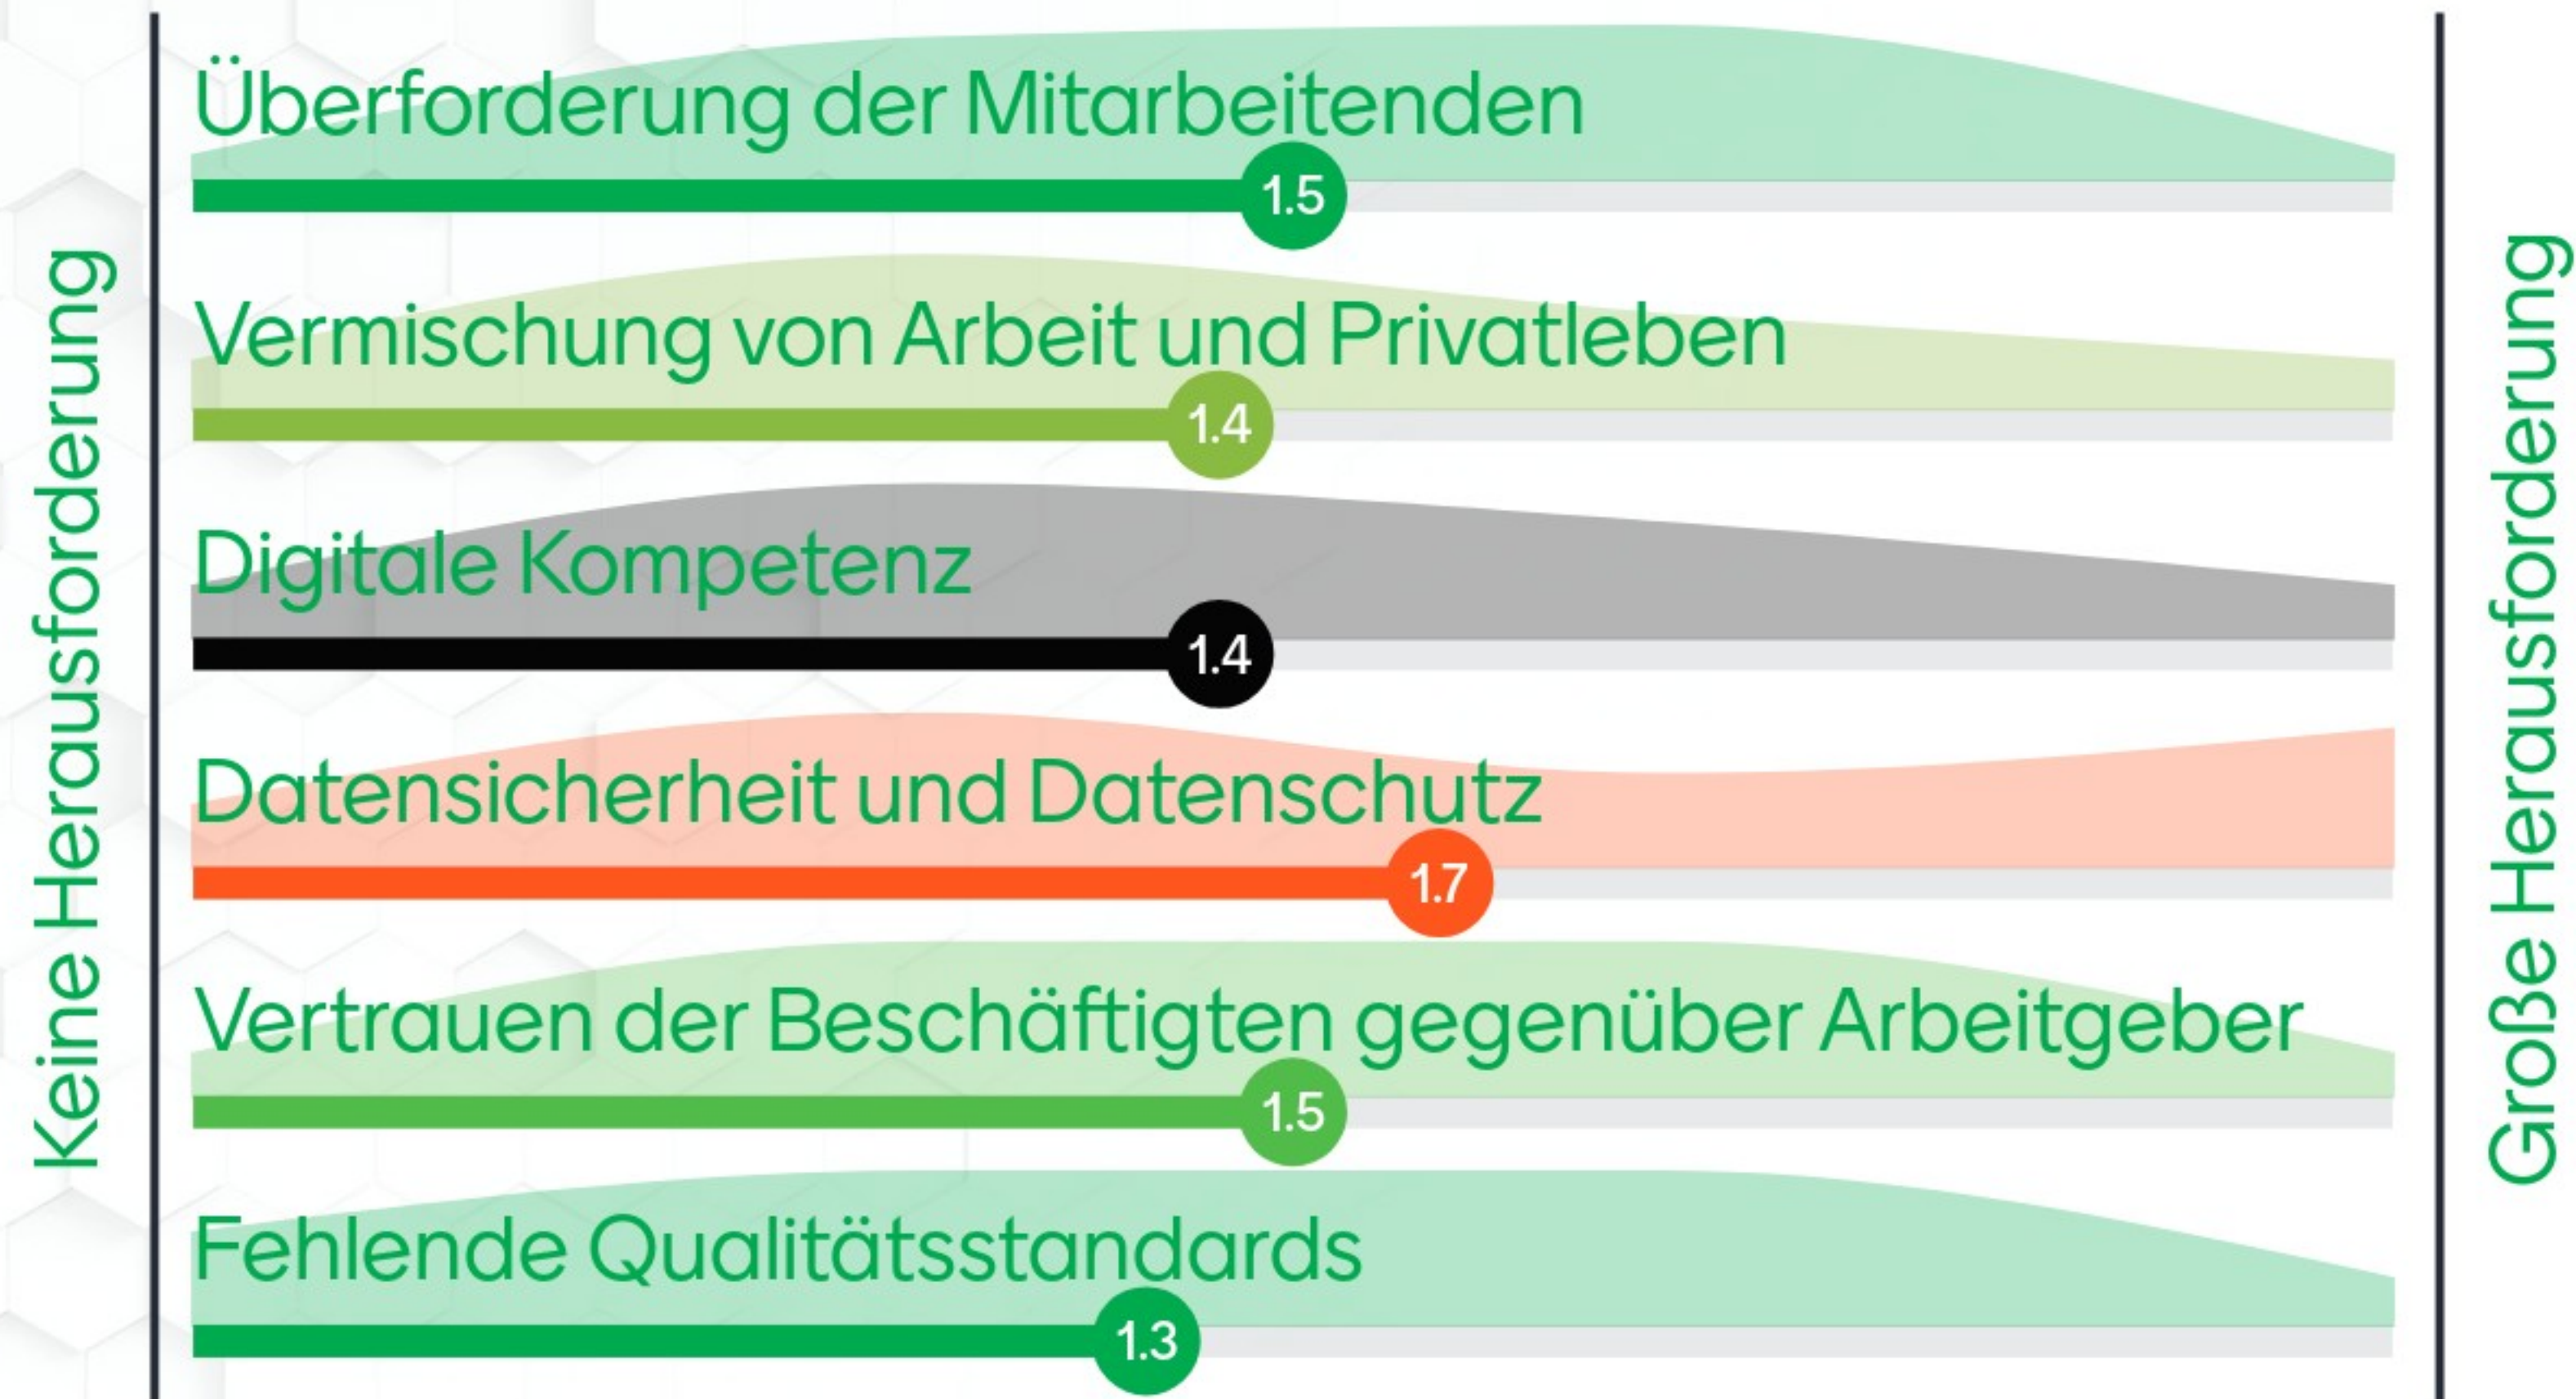 Keine Herausforderung
Überforderung der Mitarbeitenden
1.5
Vermischung von Arbeit und Privatleben
1.4
Digitale Kompetenz
1.4
Datensicherheit und Datenschutz
1.7
Vertrauen der Beschäftigten gegenüber Arbeitgeber
1.5
Fehlende Qualitätsstandards
1.3
Große Herausforderung